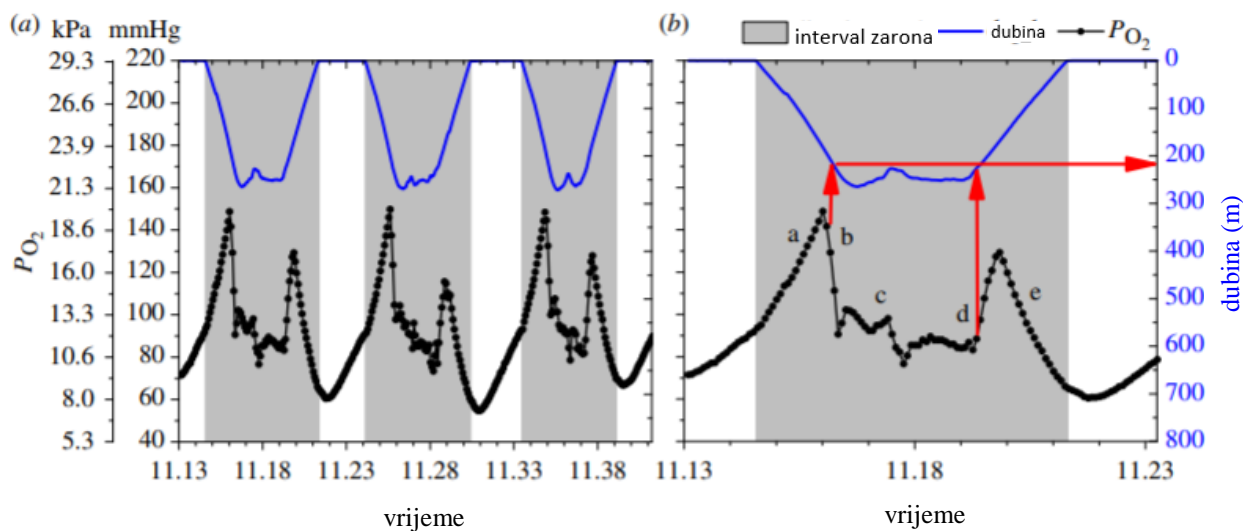 (a) kPa mmHg
29.3 220
26.6 200
23.9 180
21.3 160
18.6 140
16.0 120
13.3 100
10.6 80
8.0 60
5.3 40
P O2
11.13 11.18 11.23 11.28 11.33 11.38
vrijeme
(b) interval zarona dubina P O2
a b c d e
0
100
200
300
400
500
600
700
800
dubina (m)
11.13 11.18 11.23
vrijeme